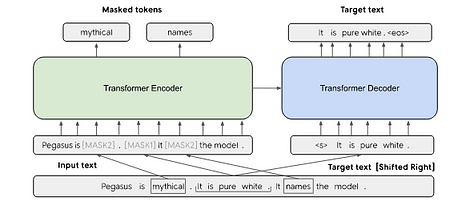 Masked tokens
Target text
mythical
names
It is pure white . <eos>
Transformer Encoder
Transformer Decoder
Pegasus is [MASK2] . [MASK1] it [MASK2] the model .
<s> It is pure white .
Input text
Target text [Shifted Right]
Pegasus is mythical . It is pure white . It names the model .